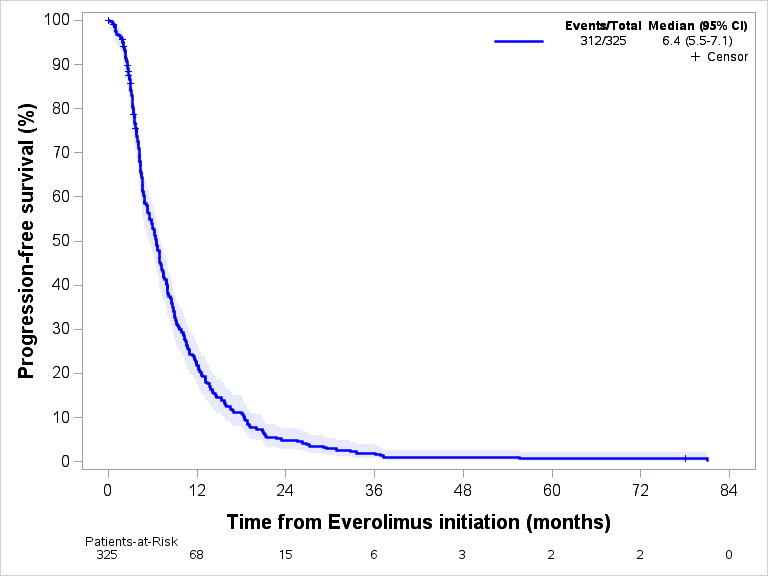 Events/Total Median (95% CI)
312/325 6.4 (5.5-7.1)
+ Censor
Progression-free survival (%)
100
90
80
70
60
50
40
30
20
10
0
0 12 24 36 48 60 72 84
Time from Everolimus initiation (months)
Patients-at-Risk
325 68 15 6 3 2 2 0